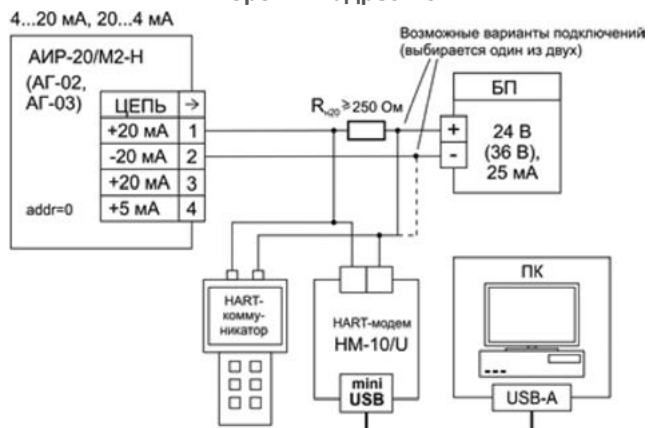 4...20 мА, 20...4 мА
АИР-20/М2-Н
(АГ-02,
АГ-03)
ЦЕПЬ →
+20 мА 1
-20 мА 2
+20 мА 3
+5 мА 4
addr=0
Rн20 ≥ 250 Ом
Возможные варианты подключений
(выбирается один из двух)
БП
+
-
24 В
(36 В),
25 мА
HART-
комму-
никатор
HART-модем
НМ-10/U
mini
USB
ПК
USB-A